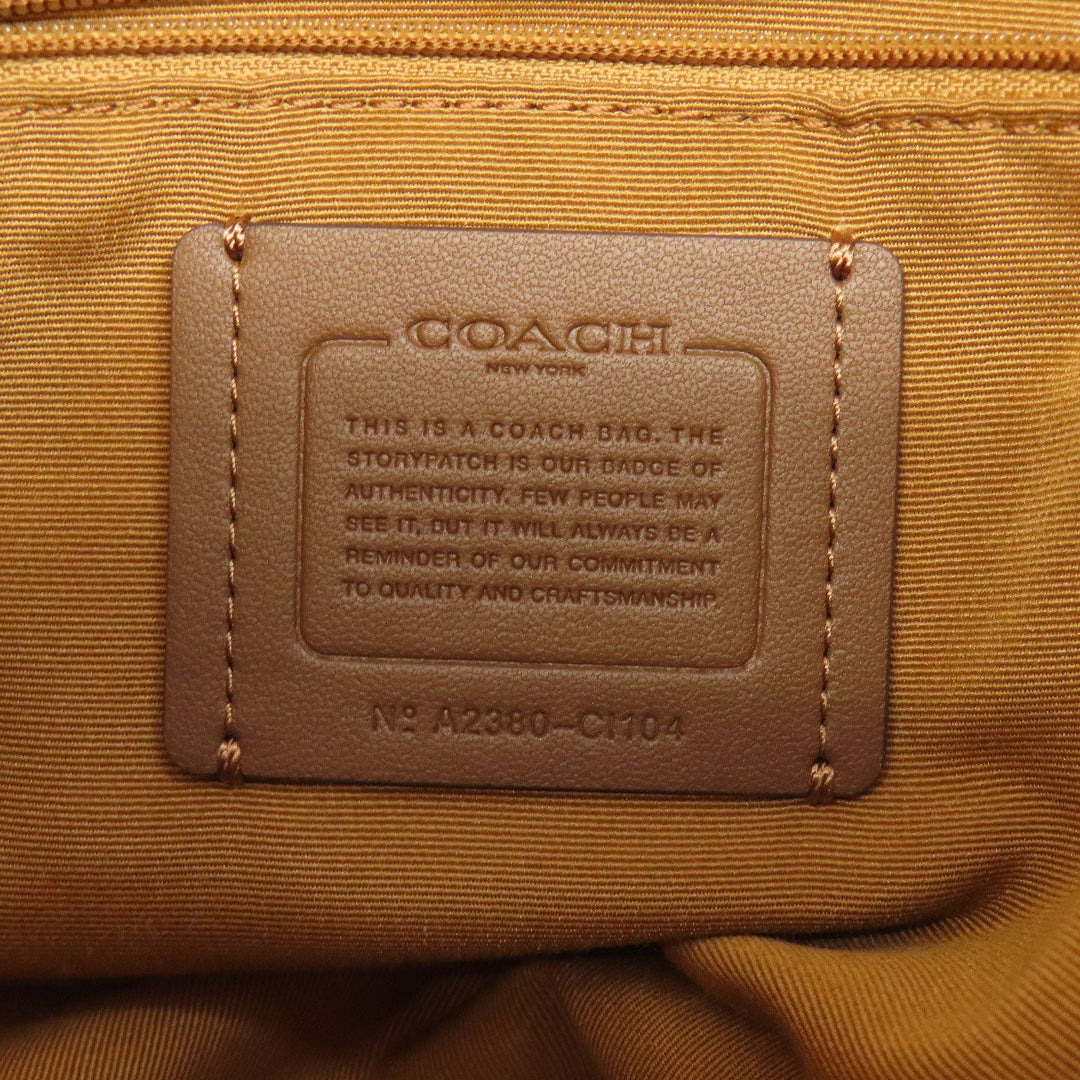 COACH
NEW YORK
THIS IS A COACH BAG. THE
STORYPATCH IS OUR BADGE OF
AUTHENTICITY. FEW PEOPLE MAY
SEE IT, BUT IT WILL ALWAYS BE A
REMINDER OF OUR COMMITMENT
TO QUALITY AND CRAFTSMANSHIP.
Nº A2380-CI104